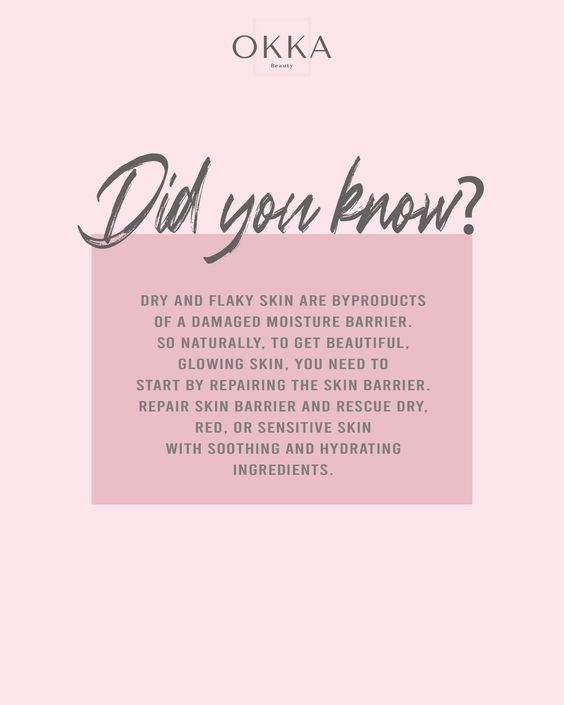 OKKA
Beauty
Did you know?
DRY AND FLAKY SKIN ARE BYPRODUCTS
OF A DAMAGED MOISTURE BARRIER.
SO NATURALLY, TO GET BEAUTIFUL,
GLOWING SKIN, YOU NEED TO
START BY REPAIRING THE SKIN BARRIER.
REPAIR SKIN BARRIER AND RESCUE DRY,
RED, OR SENSITIVE SKIN
WITH SOOTHING AND HYDRATING
INGREDIENTS.